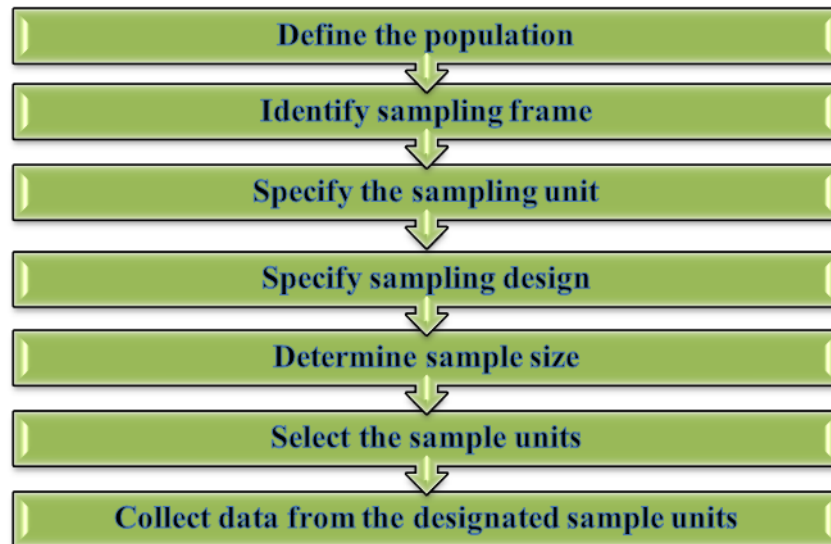 Define the population
Identify sampling frame
Specify the sampling unit
Specify sampling design
Determine sample size
Select the sample units
Collect data from the designated sample units